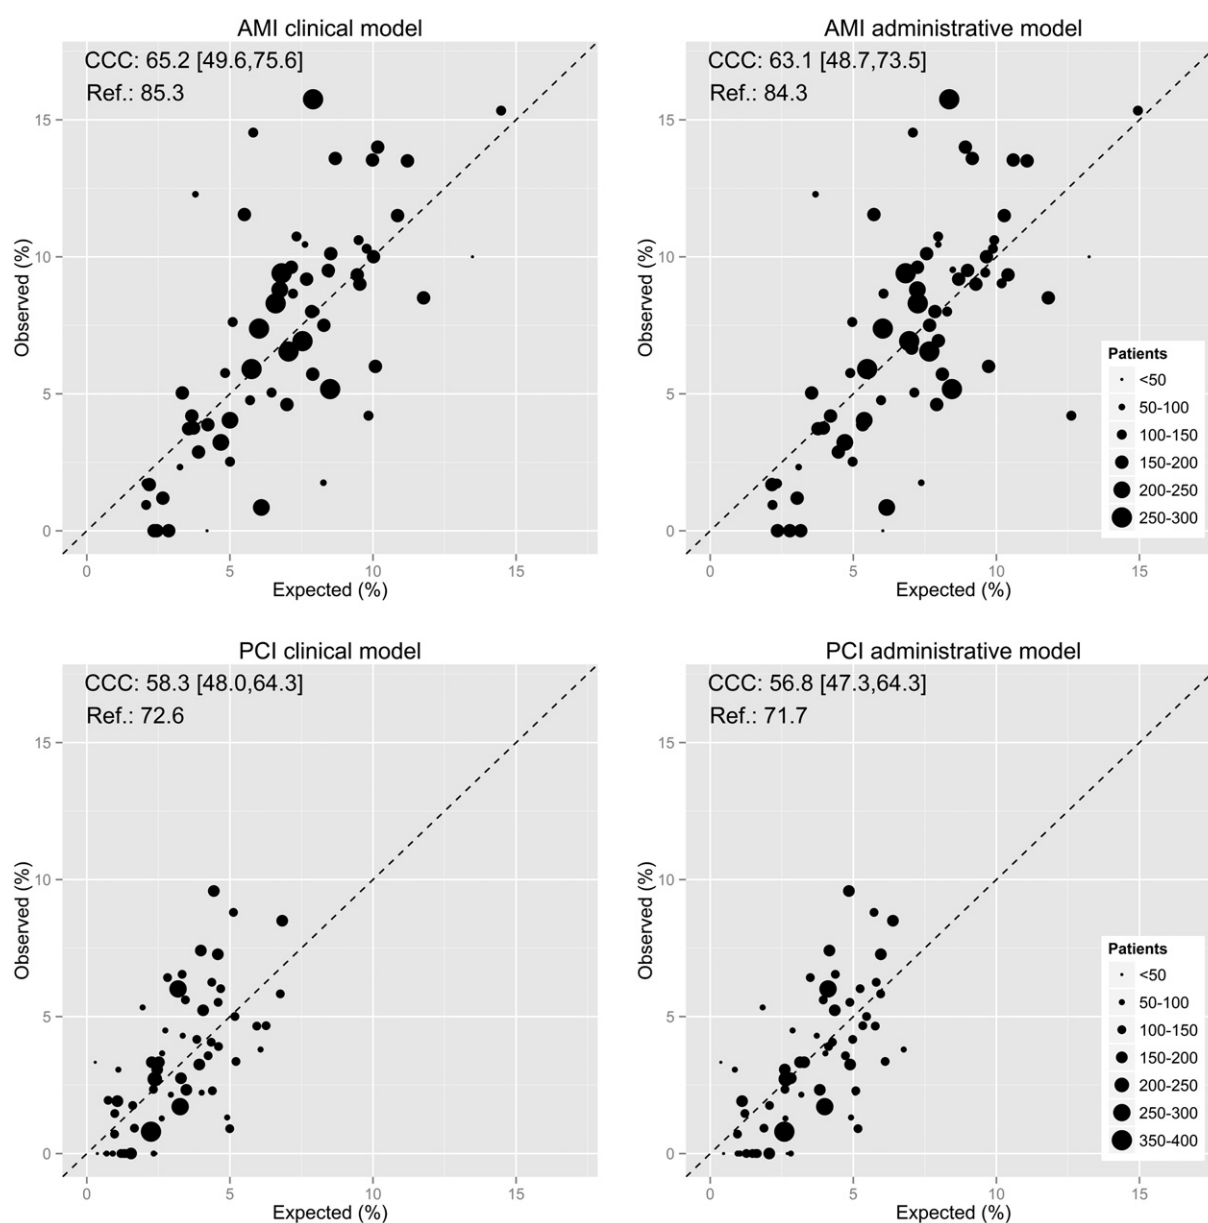 AMI clinical model
CCC: 65.2 [49.6,75.6]
Ref.: 85.3
15
10
5
0
Observed (%)
0 5 10 15
Expected (%)
AMI administrative model
CCC: 63.1 [48.7,73.5]
Ref.: 84.3
15
10
5
0
Observed (%)
0 5 10 15
Expected (%)
Patients
<50
50-100
100-150
150-200
200-250
250-300
PCI clinical model
CCC: 58.3 [48.0,64.3]
Ref.: 72.6
15
10
5
0
Observed (%)
0 5 10 15
Expected (%)
PCI administrative model
CCC: 56.8 [47.3,64.3]
Ref.: 71.7
15
10
5
0
Observed (%)
0 5 10 15
Expected (%)
Patients
<50
50-100
100-150
150-200
200-250
250-300
350-400